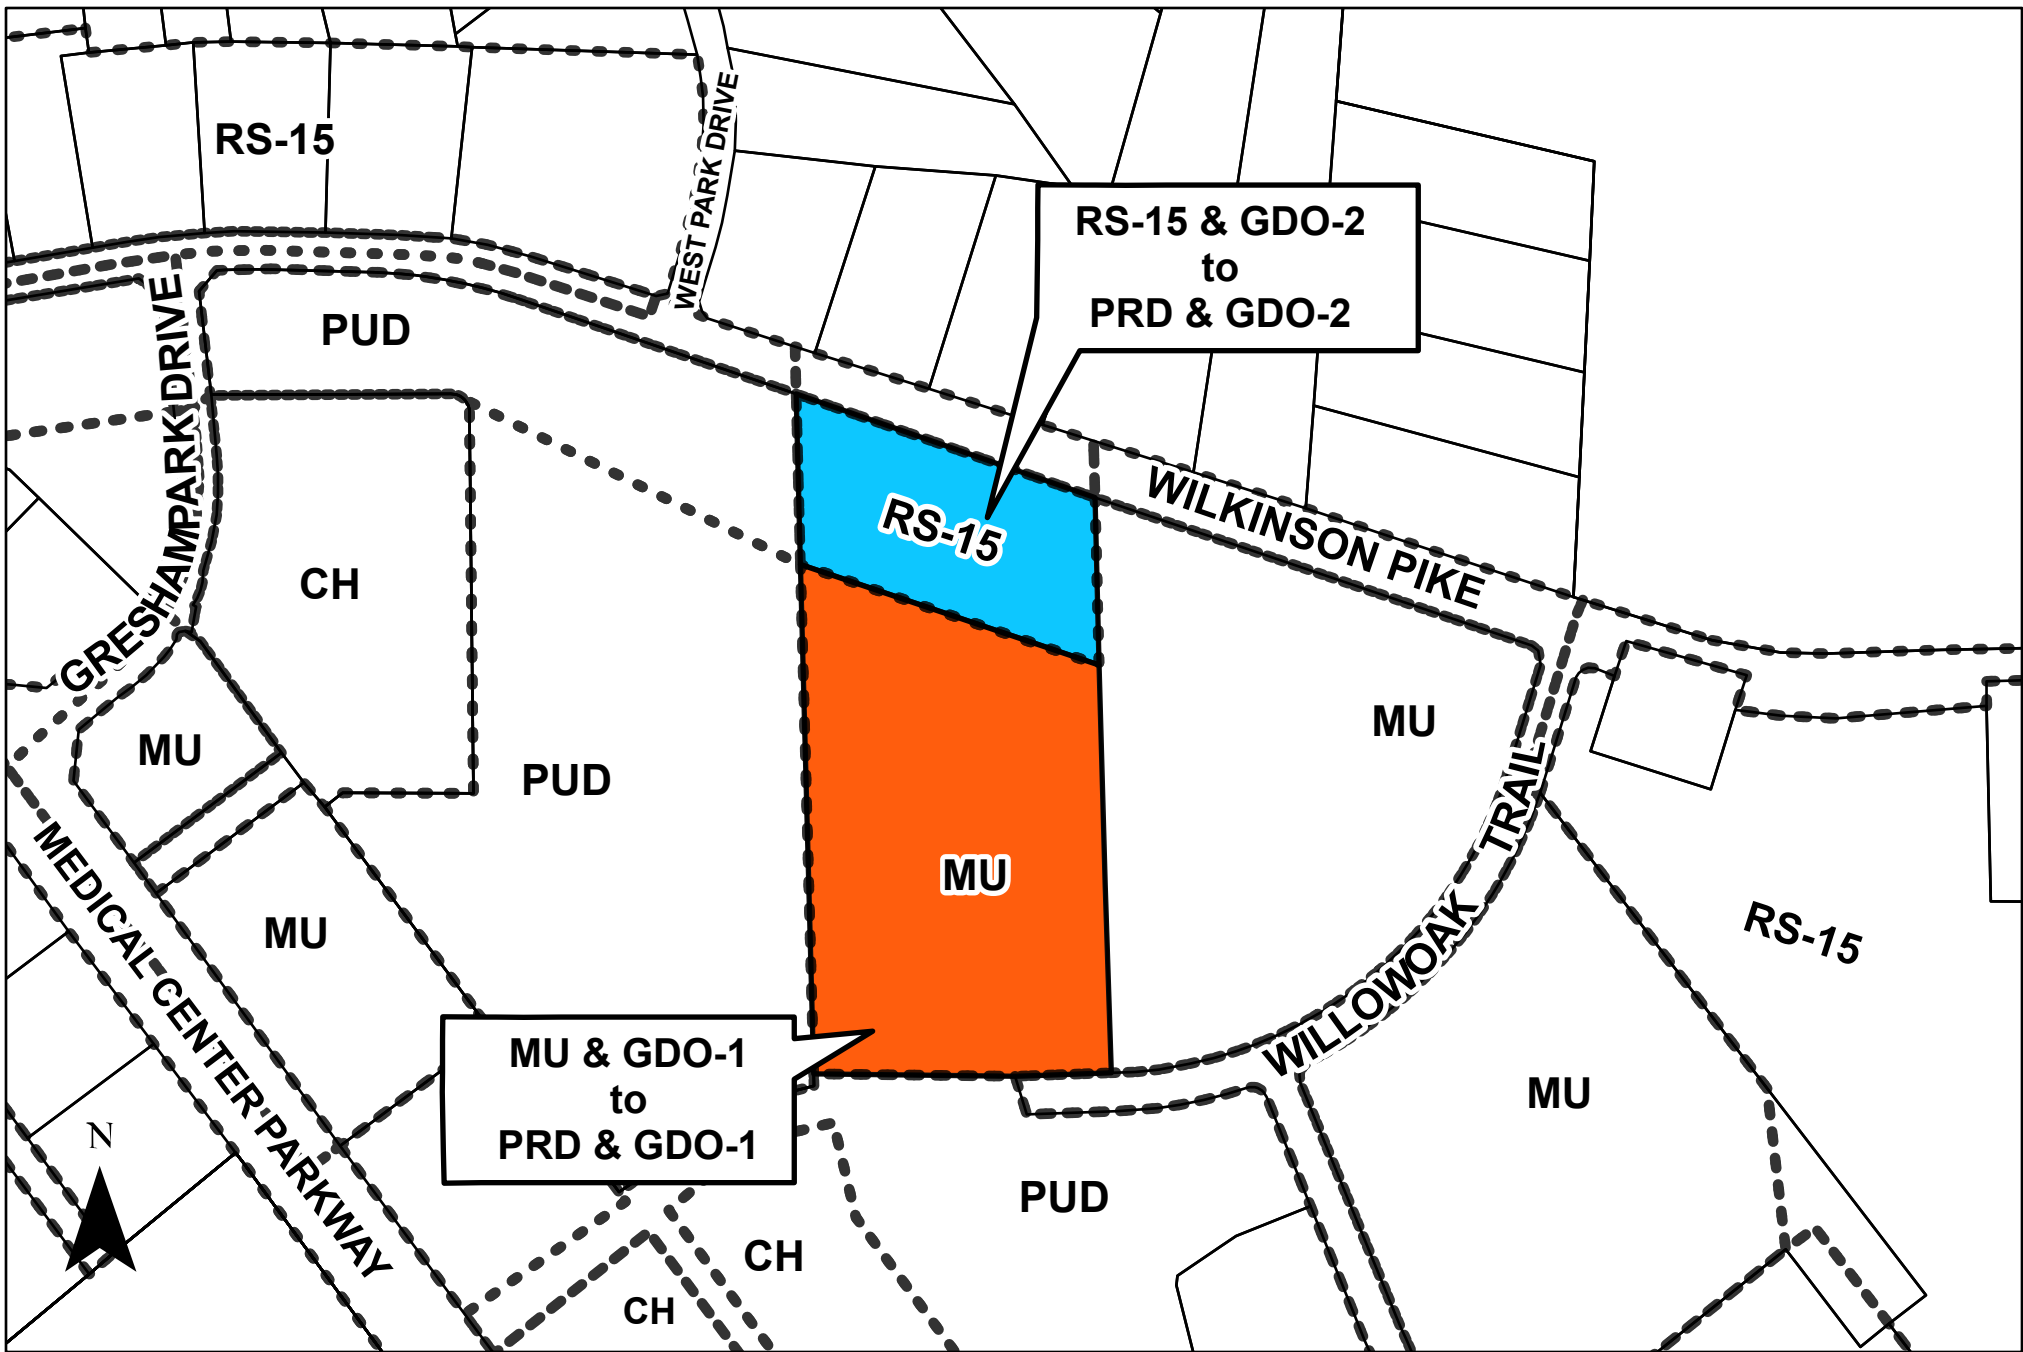 RS-15
WEST PARK DRIVE
RS-15 & GDO-2
to
PRD & GDO-2
PUD
GRESHAMPARK DRIVE
WILKINSON PIKE
RS-15
CH
MU
MU
PUD
MU
TRAIL
WILLOWOAK
MU
RS-15
MEDICAL CENTER PARKWAY
MU & GDO-1
to
PRD & GDO-1
MU
N
PUD
CH
CH